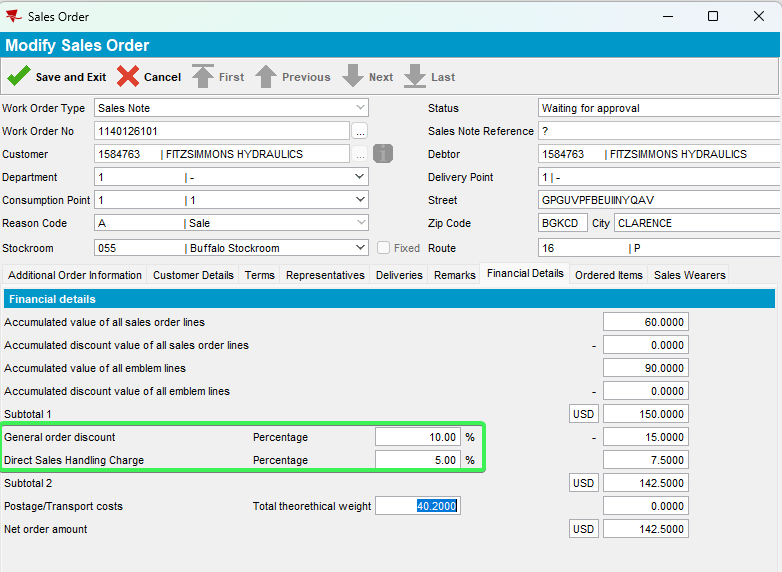 Sales Order
Modify Sales Order
Save and Exit Cancel First Previous Next Last
Work Order Type Sales Note Status Waiting for approval
Work Order No 1140126101 ... Sales Note Reference ?
Customer 1584763 | FITZSIMMONS HYDRAULICS ... i Debtor 1584763 | FITZSIMMONS HYDRAULICS
Department 1 | - Delivery Point 1 | -
Consumption Point 1 | 1 Street GPGUVPFBEUIINYQAV
Reason Code A | Sale Zip Code BGKCD City CLARENCE
Stockroom 055 | Buffalo Stockroom Fixed Route 16 | P
Additional Order Information Customer Details Terms Representatives Deliveries Remarks Financial Details Ordered Items Sales Wearers
Financial details
Accumulated value of all sales order lines 60.0000
Accumulated discount value of all sales order lines - 0.0000
Accumulated value of all emblem lines 90.0000
Accumulated discount value of all emblem lines - 0.0000
Subtotal 1 USD 150.0000
General order discount Percentage 10.00 % - 15.0000
Direct Sales Handling Charge Percentage 5.00 % 7.5000
Subtotal 2 USD 142.5000
Postage/Transport costs Total theorethical weight 40.2000 0.0000
Net order amount USD 142.5000